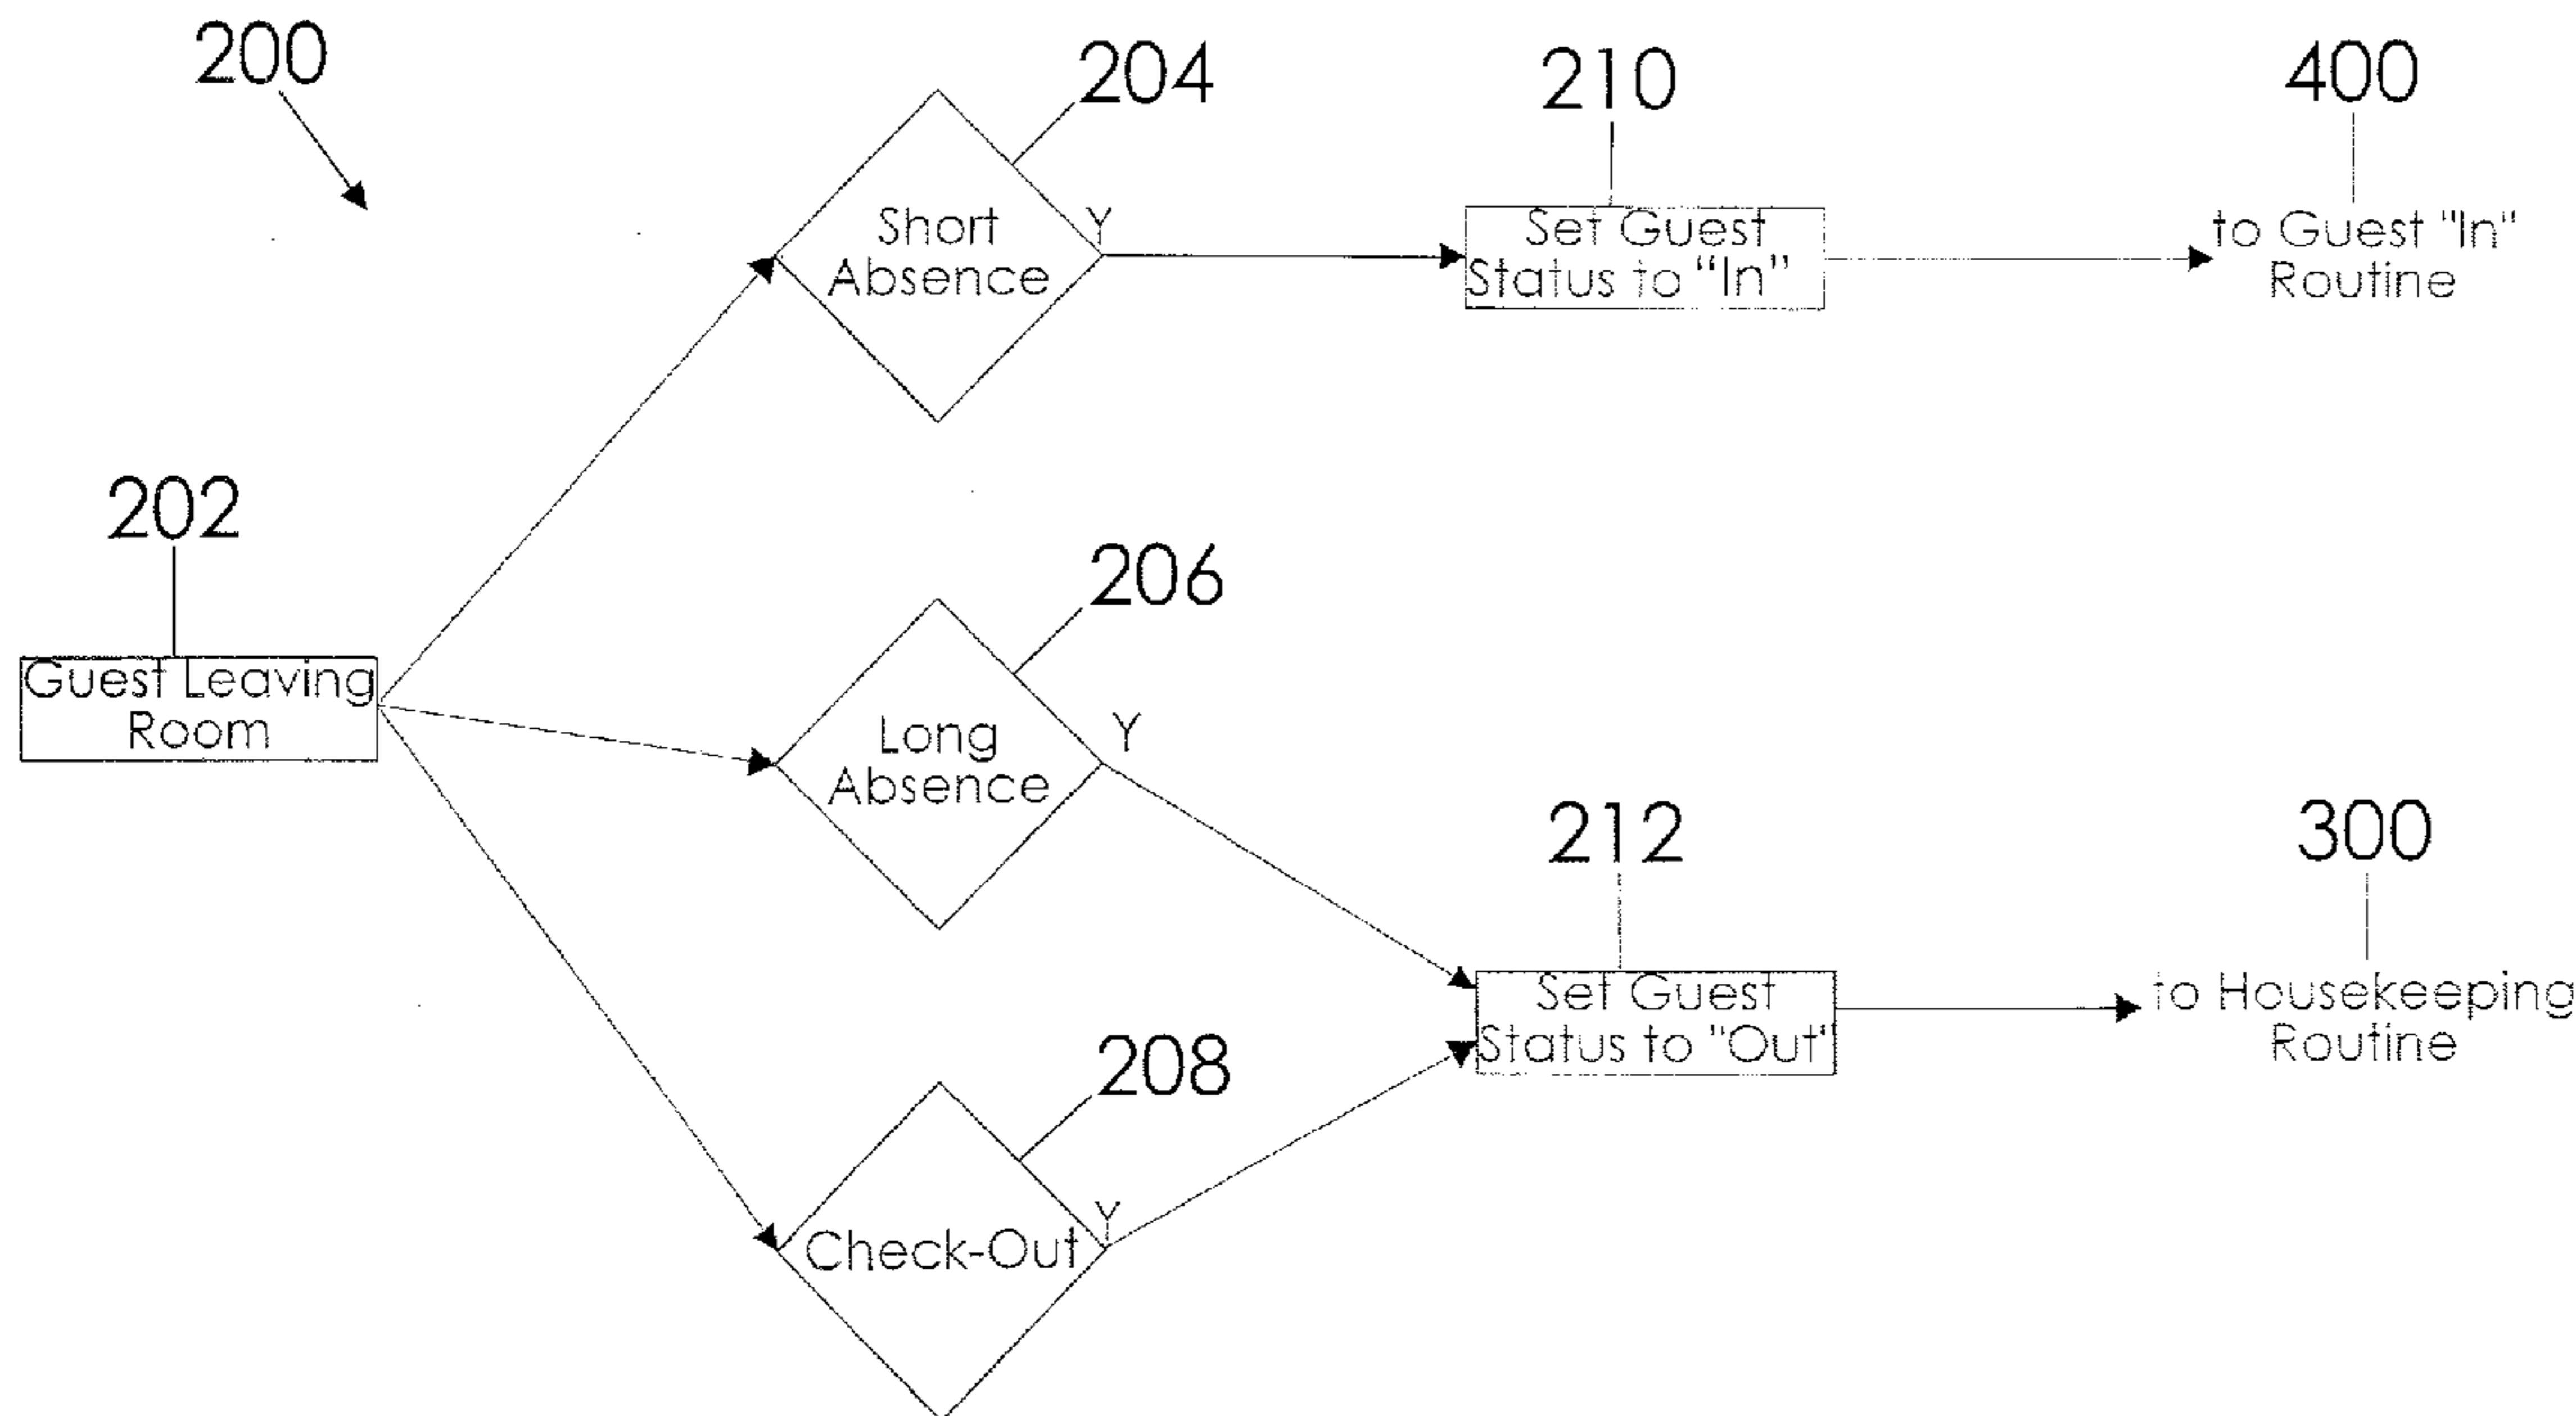 200
204
210
400
Short
Absence
Y
Set Guest
Status to "In"
to Guest "In"
Routine
202
Guest Leaving
Room
206
Long
Absence
Y
212
300
Set Guest
Status to "Out"
to Housekeeping
Routine
208
Check-Out
Y